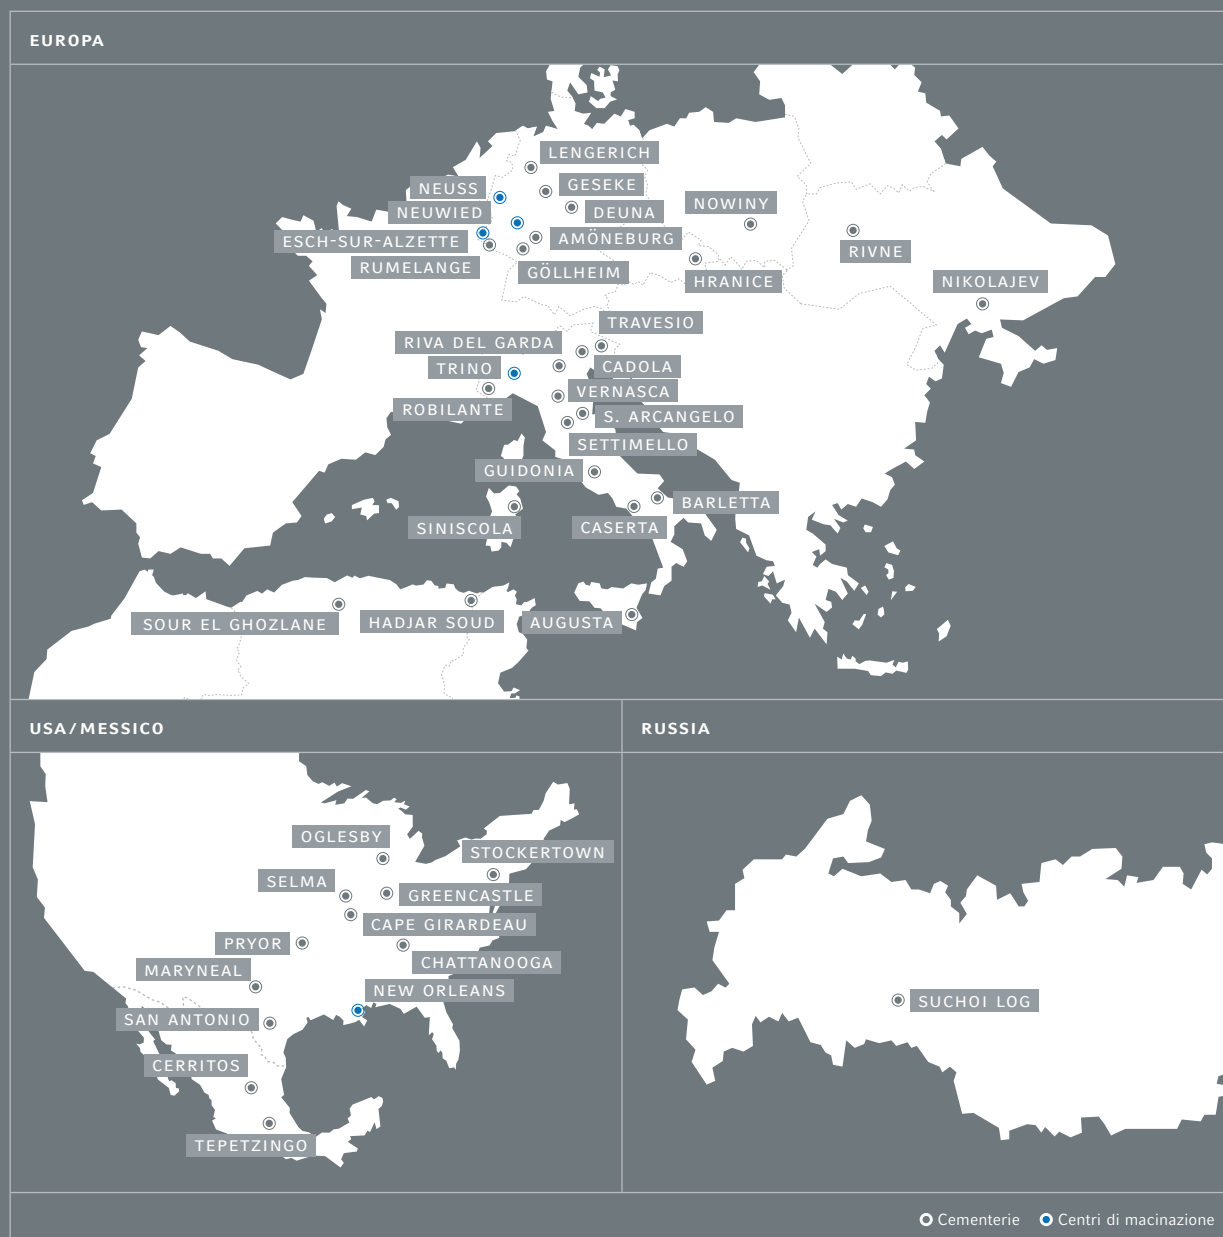 EUROPA
LENGERICH
NEUSS
GESEKE
NEUWIED
DEUNA
NOWINY
ESCH-SUR-ALZETTE
AMÖNEBURG
RIVNE
RUMELANGE
GÖLLHEIM
HRANICE
NIKOLAJEV
TRAVESIO
RIVA DEL GARDA
TRINO
CADOLA
VERNASCA
ROBILANTE
S. ARCANGELO
SETTIMELLO
GUIDONIA
BARLETTA
SINISCOLA
CASERTA
SOUR EL GHOZLANE
HADJAR SOUD
AUGUSTA
USA/MESSICO
OGLESBY
STOCKERTOWN
SELMA
GREENCASTLE
CAPE GIRARDEAU
PRYOR
CHATTANOOGA
MARYNEAL
NEW ORLEANS
SAN ANTONIO
CERRITOS
TEPETZINGO
RUSSIA
SUCHOI LOG
Cementerie
Centri di macinazione